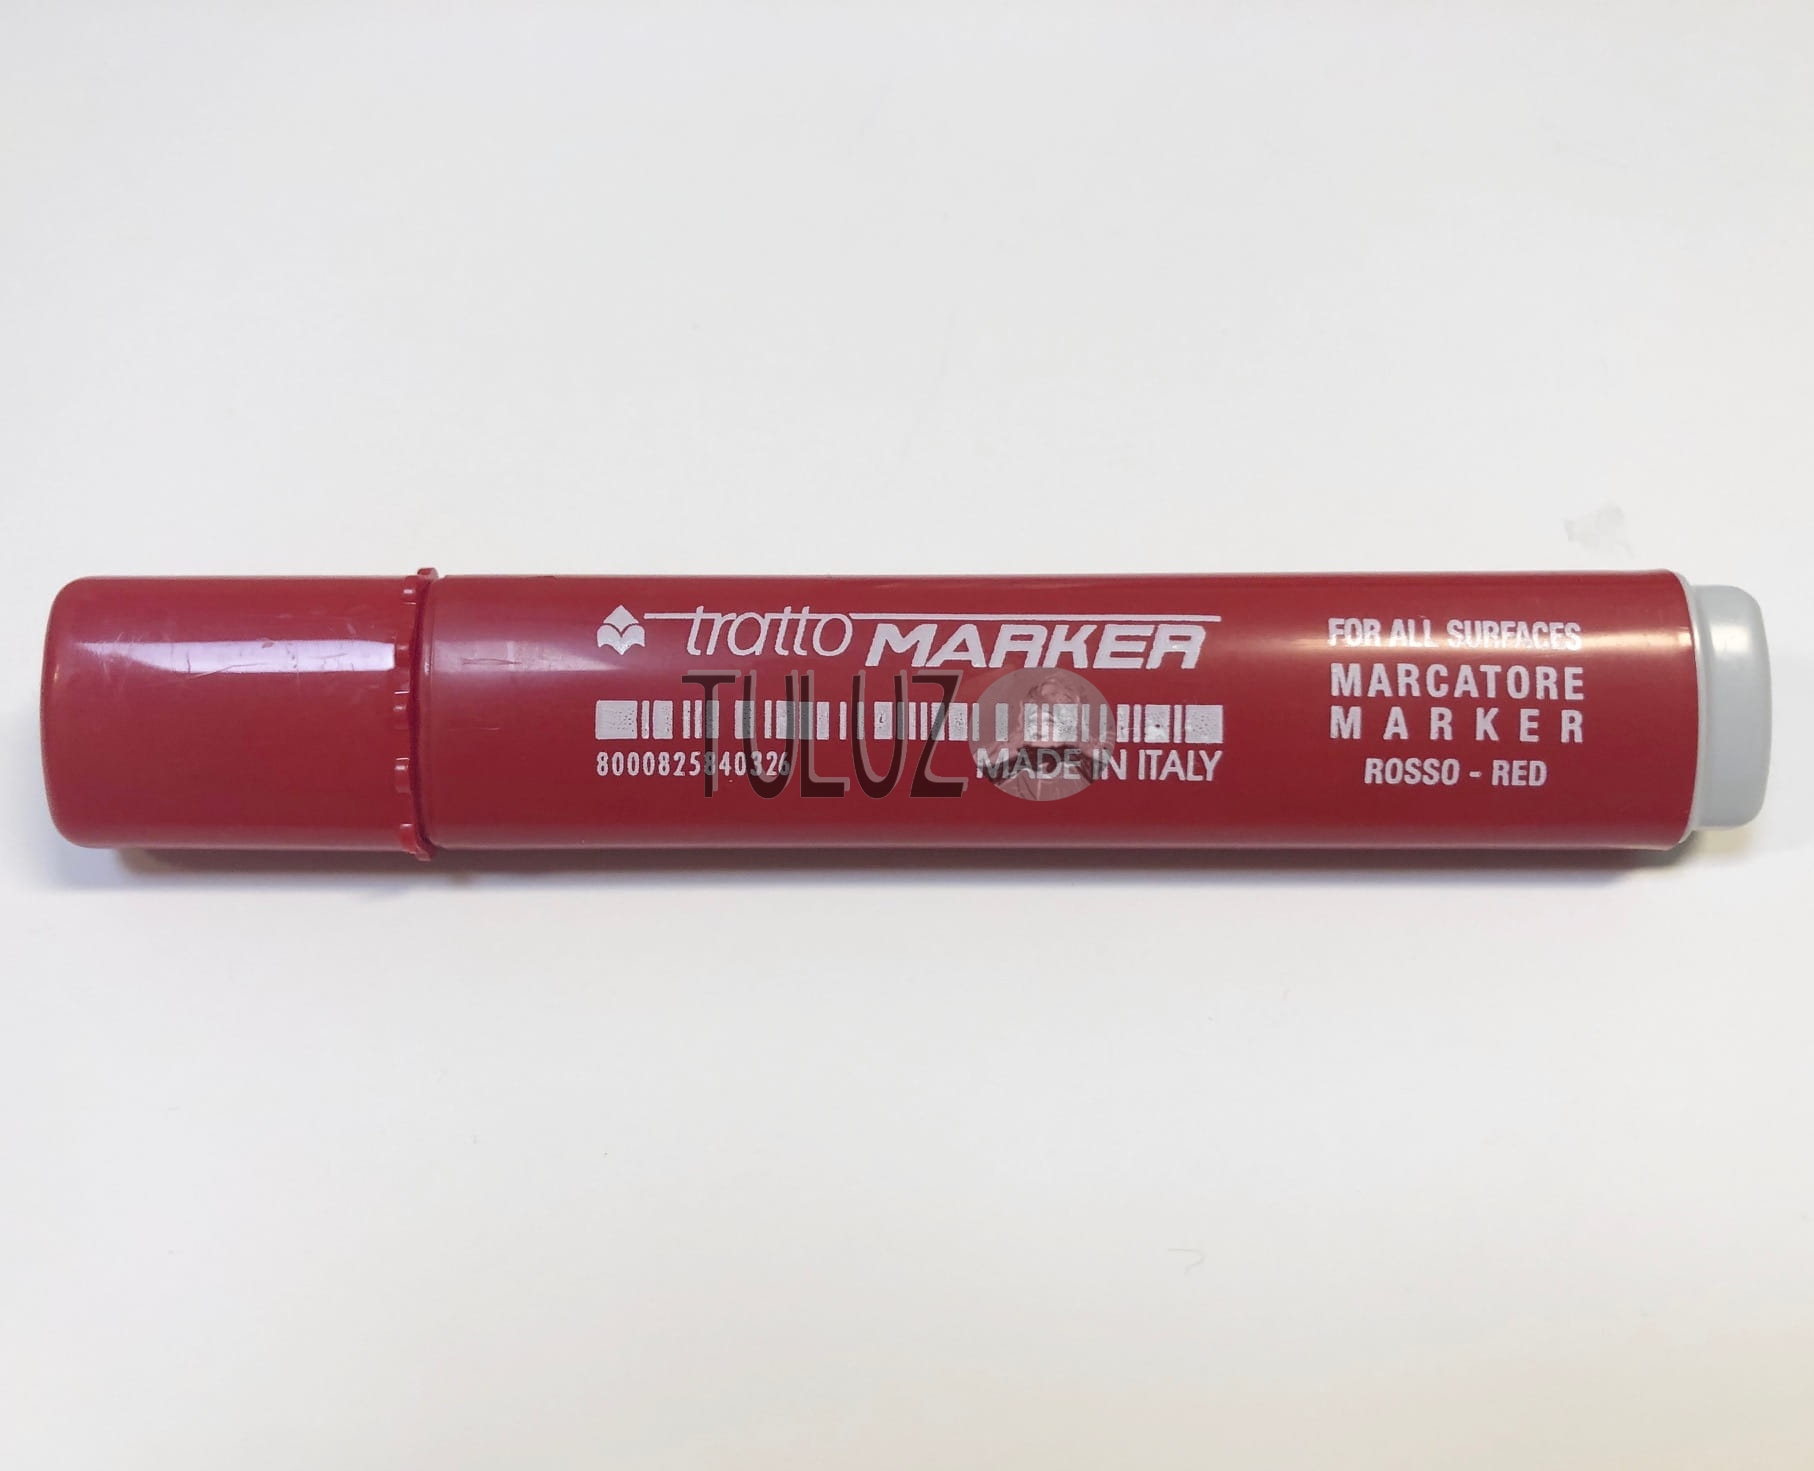 tratto MARKER
8000825840326
MADE IN ITALY
FOR ALL SURFACES
MARCATORE
MARKER
ROSSO - RED
TULUZ